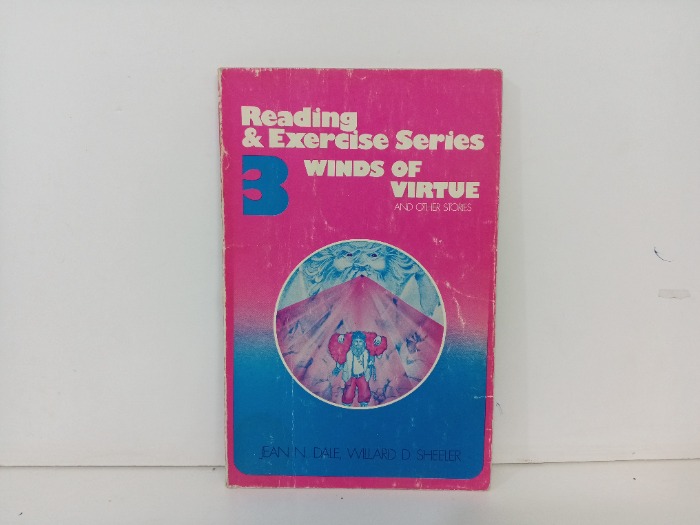 Reading
& Exercise Series
3 WINDS OF
VIRTUE
AND OTHER STORIES
JEAN N. DALE, WILLARD D. SHEELER